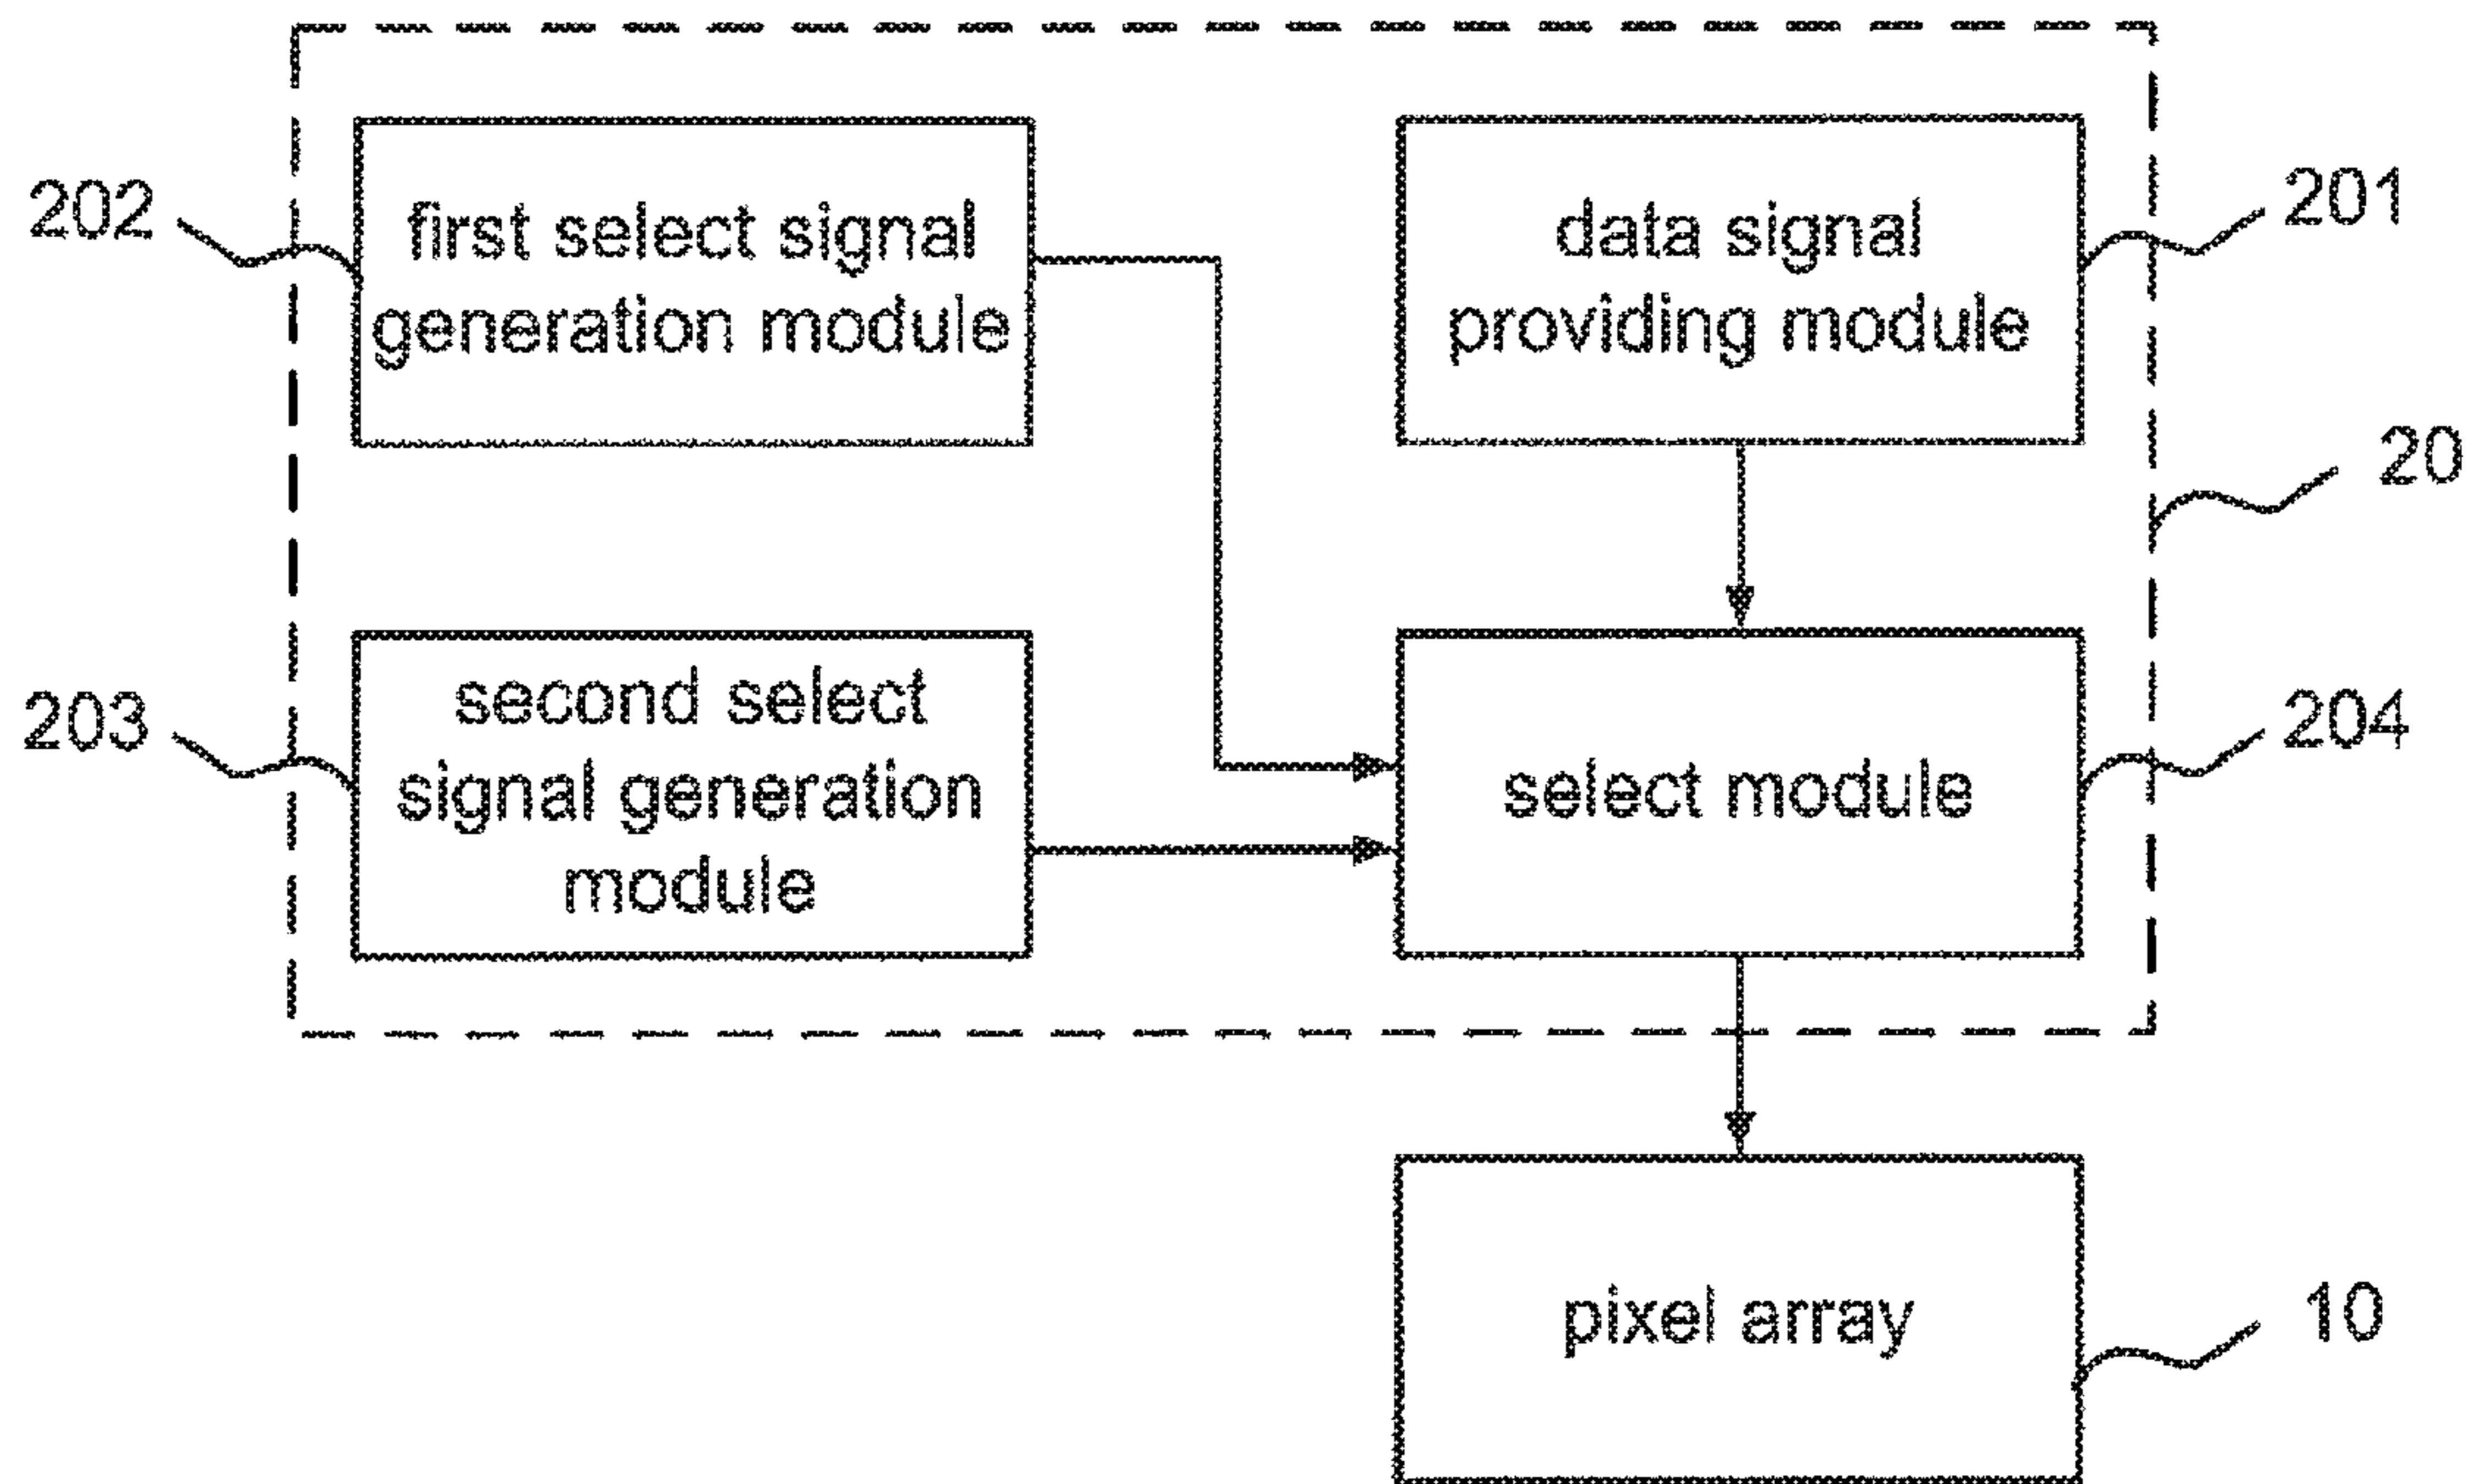 202
first select signal
generation module
data signal
providing module
201
20
203
second select
signal generation
module
select module
204
pixel array
10